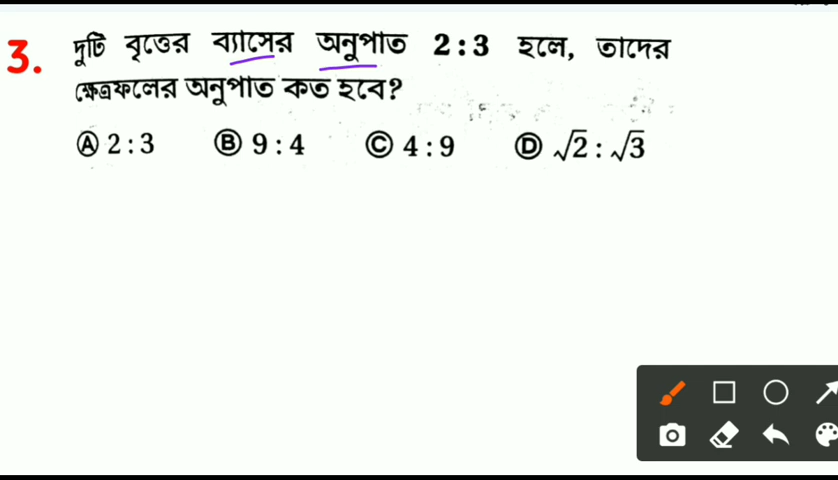 3. দুটি বৃত্তের ব্যাসের অনুপাত 2:3 হলে, তাদের
ক্ষেত্রফলের অনুপাত কত হবে?
Ⓐ 2:3 Ⓑ 9:4 Ⓒ 4:9 Ⓓ √2:√3